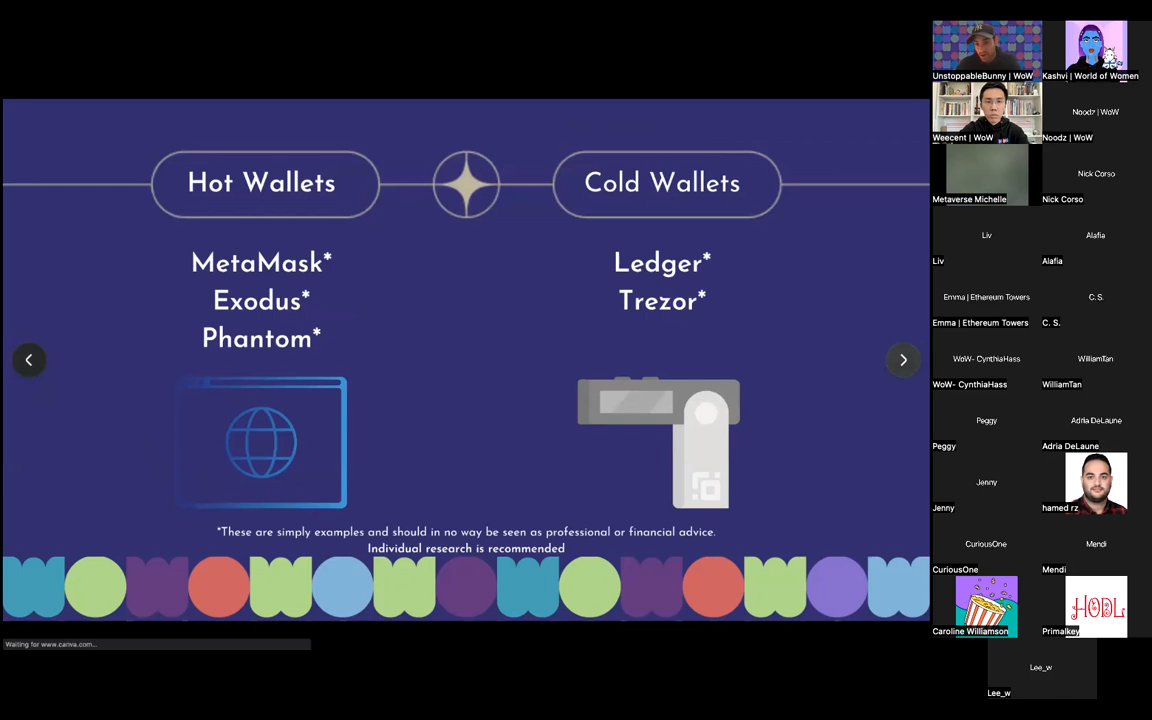 Hot Wallets
Cold Wallets
MetaMask*
Exodus*
Phantom*
Ledger*
Trezor*
*These are simply examples and should in no way be seen as professional or financial advice.
Individual research is recommended
Waiting for www.canva.com...
UnstoppableBunny | WoW
Kashvi | World of Women
Weecent | WoW
Noodz | WoW
Noodz | WoW
Metaverse Michelle
Nick Corso
Nick Corso
Liv
Liv
Alafia
Alafia
Emma | Ethereum Towers
Emma | Ethereum Towers
C. S.
C. S.
WoW- CynthiaHass
WoW- CynthiaHass
WilliamTan
WilliamTan
Peggy
Peggy
Adria DeLaune
Adria DeLaune
Jenny
Jenny
hamed rz
CuriousOne
CuriousOne
Mendi
Mendi
Caroline Williamson
HODL
Primalkey
Lee_w
Lee_w